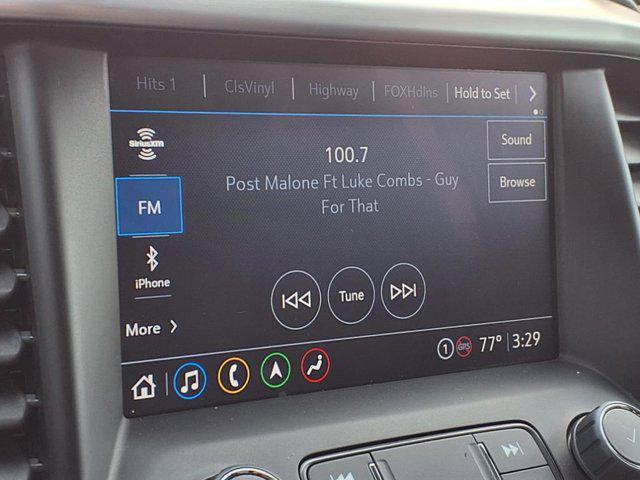 Hits 1 ClsVinyl Highway FOXHdlns Hold to Set
SiriusXM
FM
iPhone
More
100.7
Post Malone Ft Luke Combs - Guy
For That
Sound
Browse
Tune
1 GPS 77° 3:29